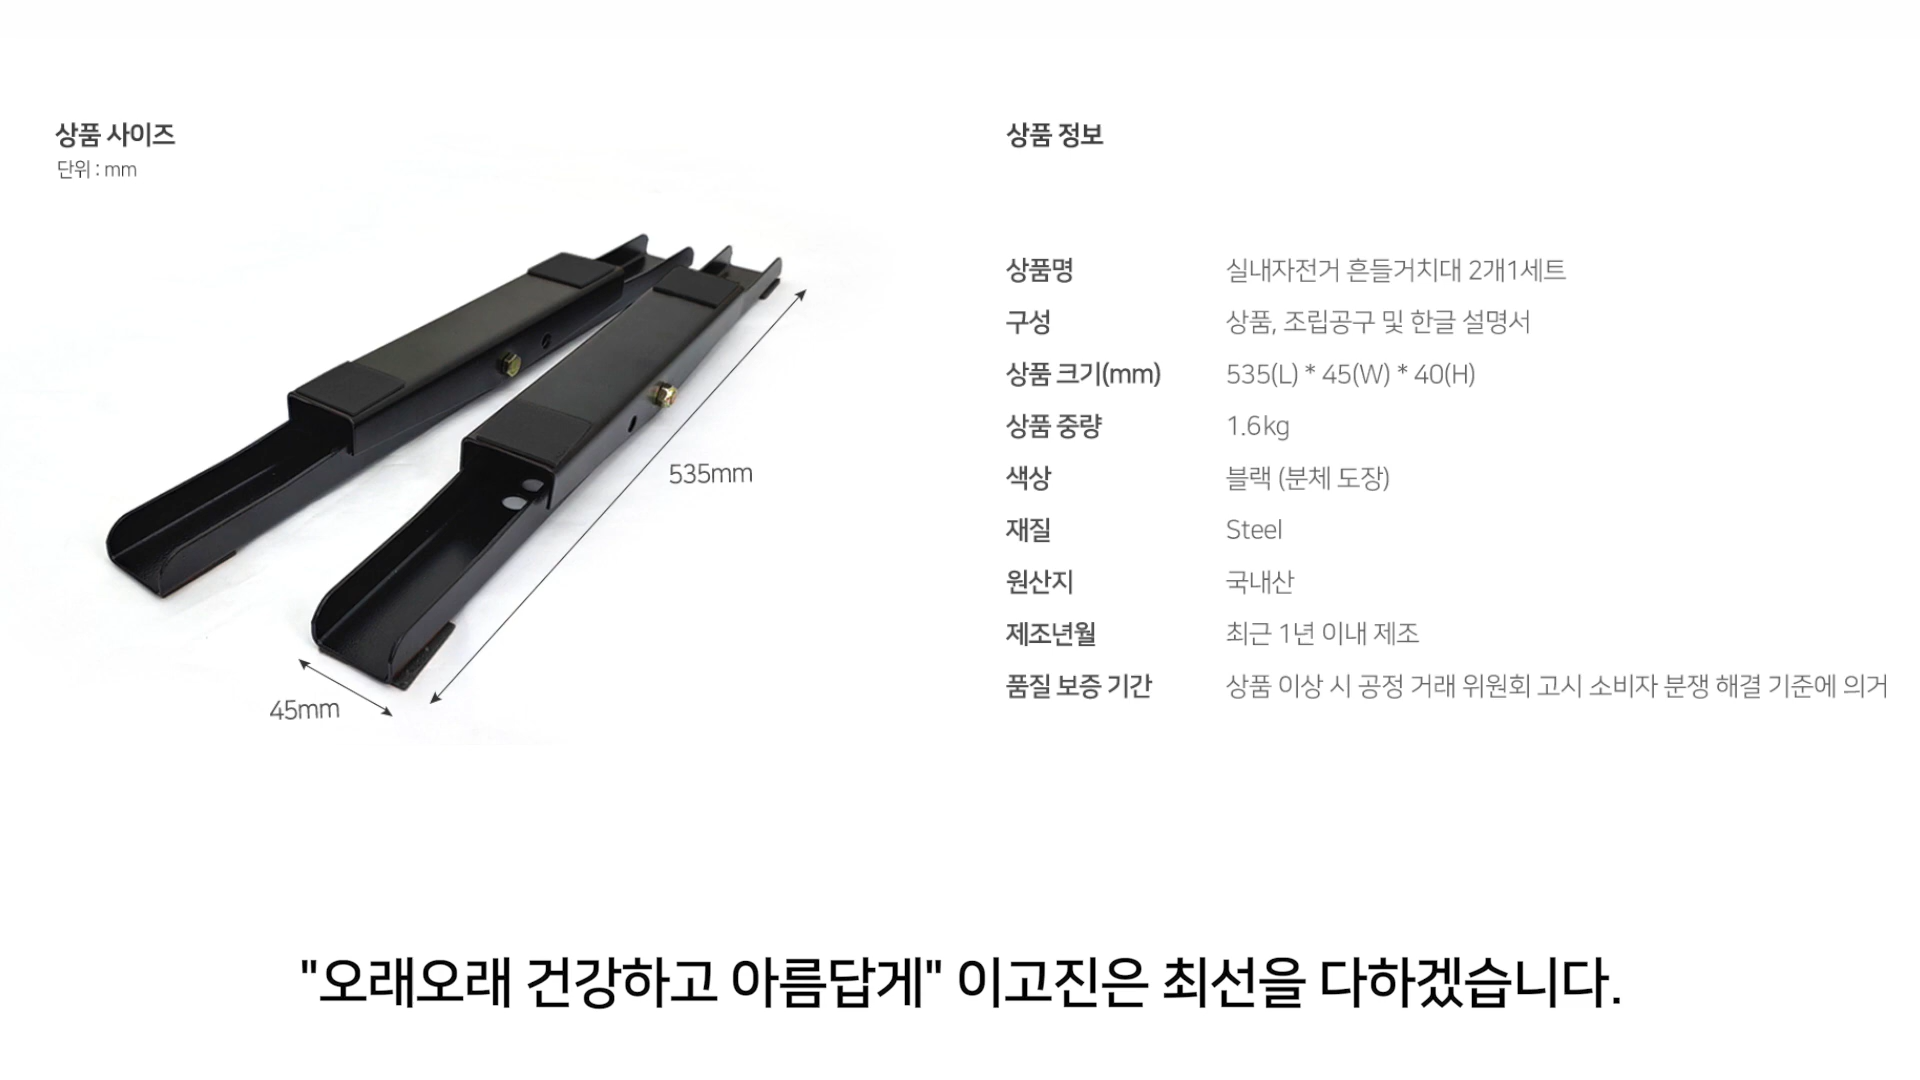 상품 사이즈
단위 : mm
535mm
45mm
상품 정보
상품명 실내자전거 흔들거치대 2개1세트
구성 상품, 조립공구 및 한글 설명서
상품 크기(mm) 535(L) * 45(W) * 40(H)
상품 중량 1.6kg
색상 블랙 (분체 도장)
재질 Steel
원산지 국내산
제조년월 최근 1년 이내 제조
품질 보증 기간 상품 이상 시 공정 거래 위원회 고시 소비자 분쟁 해결 기준에 의거
"오래오래 건강하고 아름답게" 이고진은 최선을 다하겠습니다.